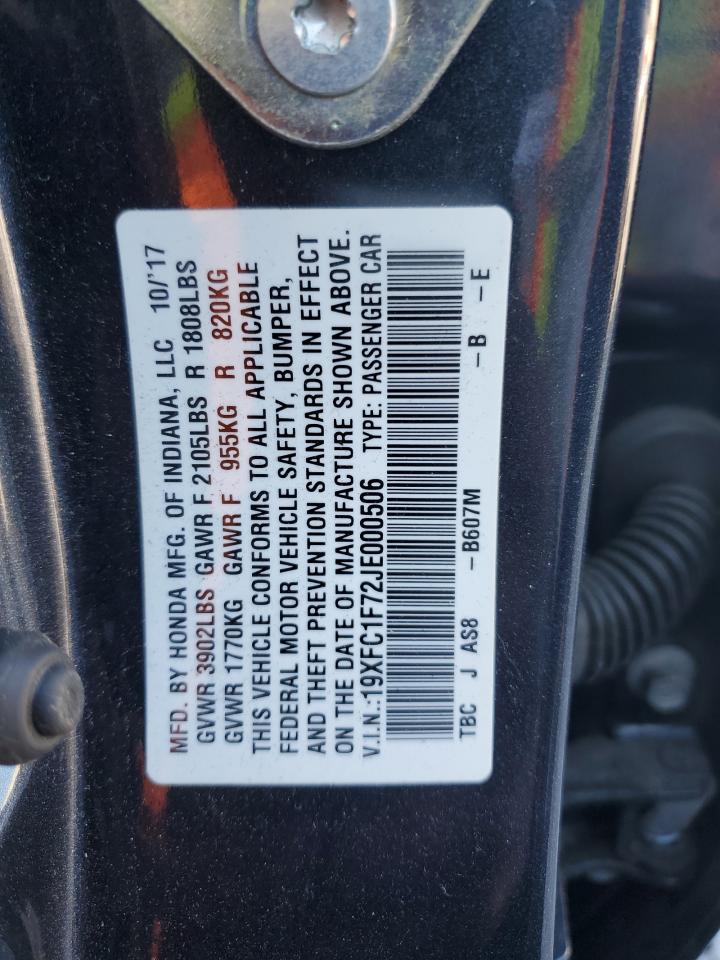 MFD. BY HONDA MFG. OF INDIANA, LLC 10/'17
GVWR 3902LBS GAWR F 2105LBS R 1808LBS
GVWR 1770KG GAWR F 955KG R 820KG
THIS VEHICLE CONFORMS TO ALL APPLICABLE
FEDERAL MOTOR VEHICLE SAFETY, BUMPER,
AND THEFT PREVENTION STANDARDS IN EFFECT
ON THE DATE OF MANUFACTURE SHOWN ABOVE.
V.I.N.:19XFC1F72JE000506 TYPE: PASSENGER CAR
TBC J AS8 -B607M -B -E